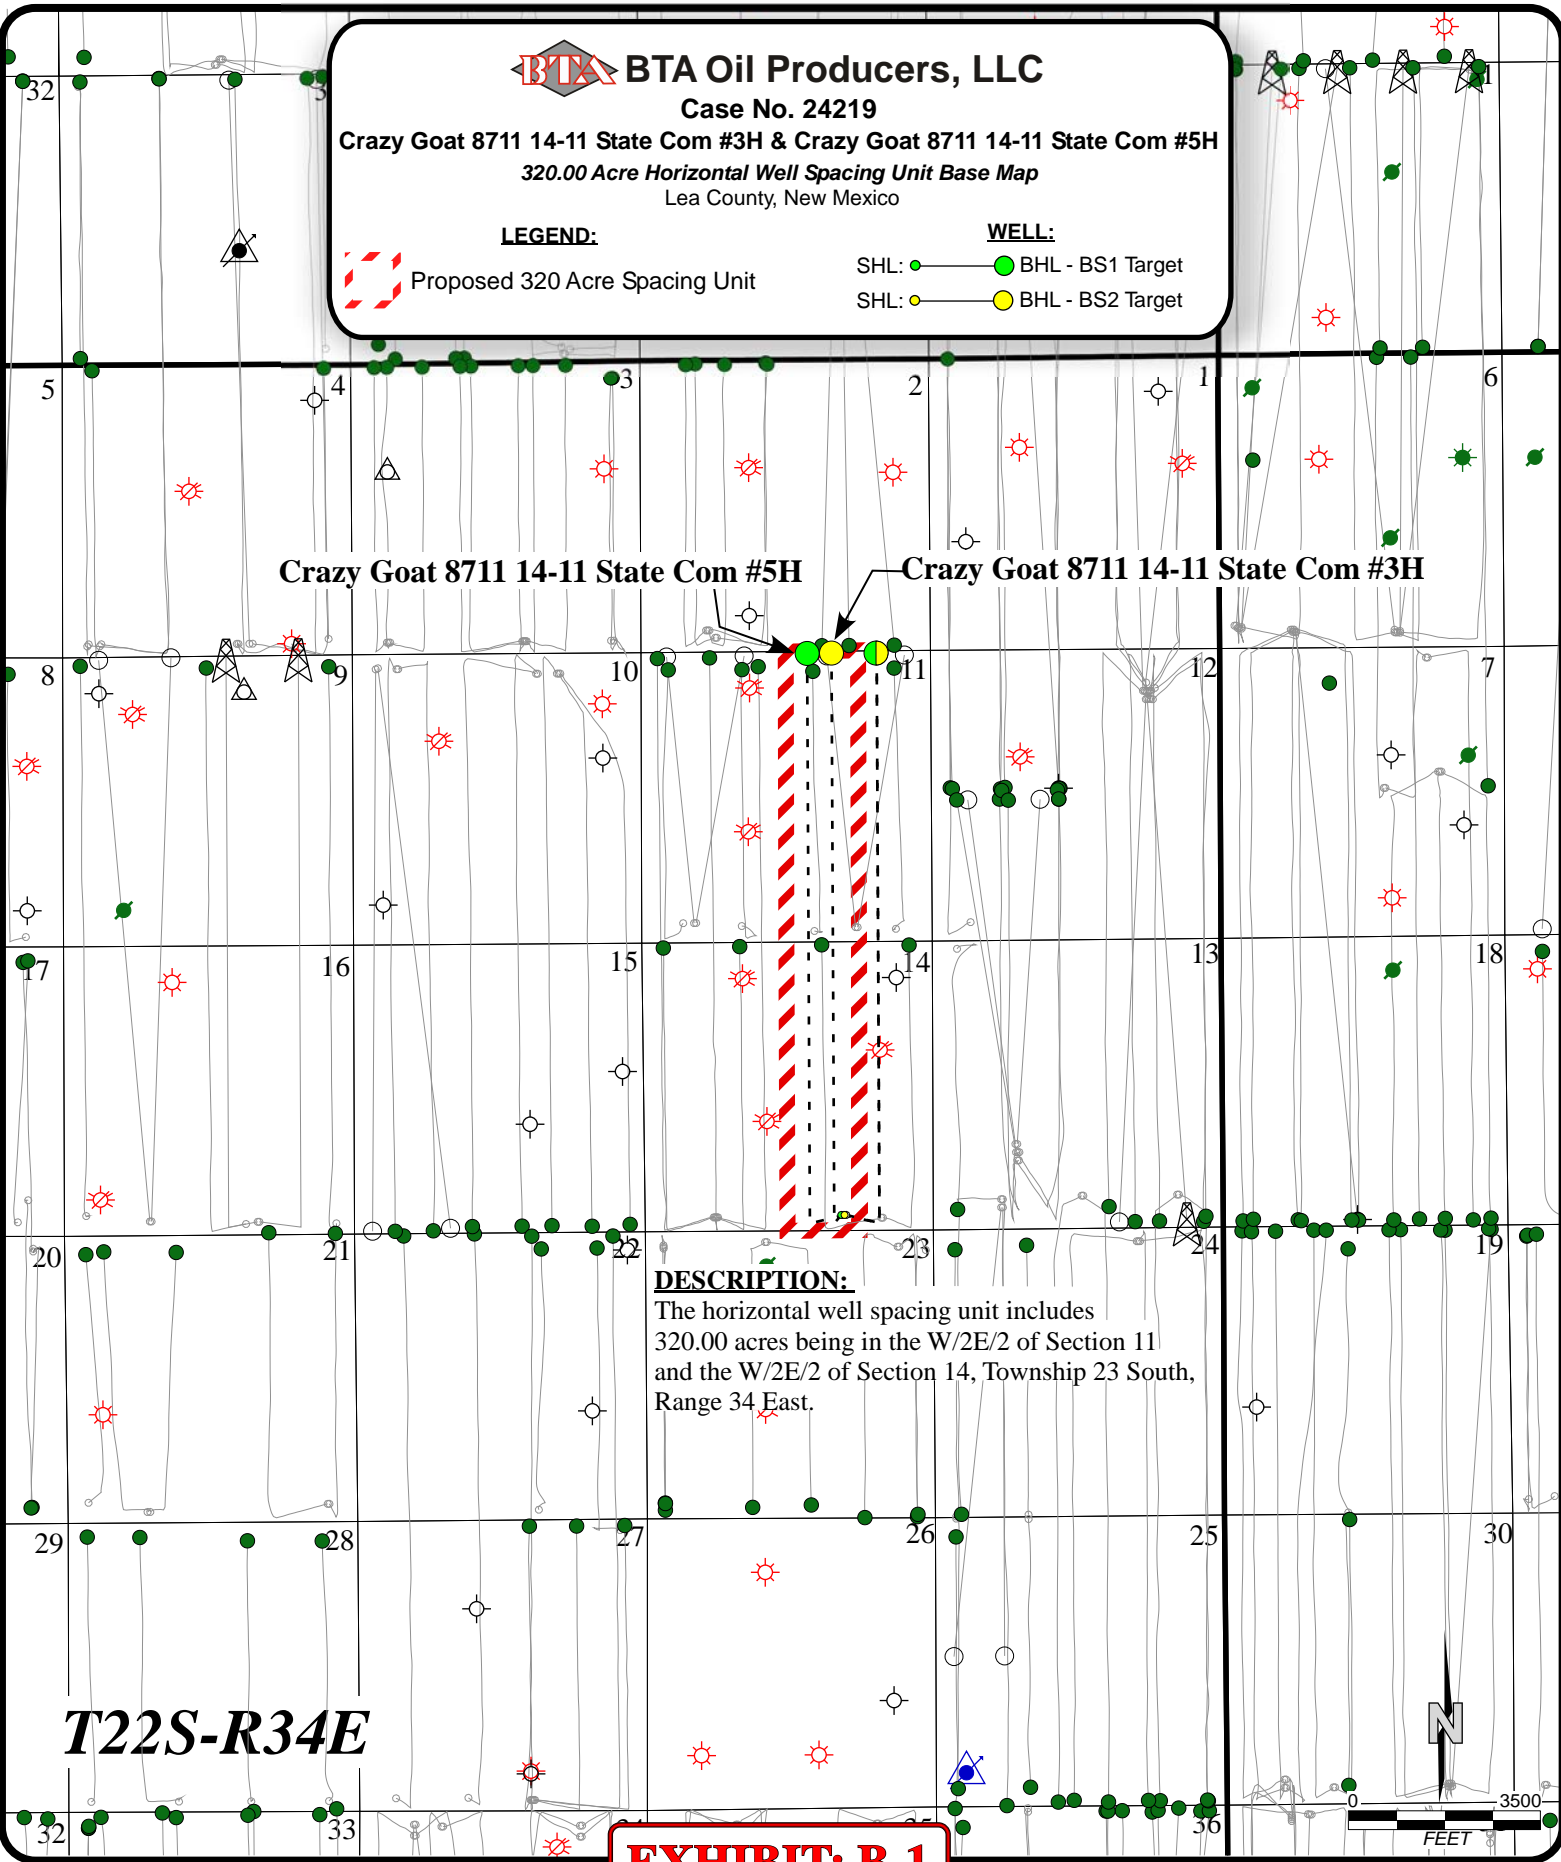 BTA BTA Oil Producers, LLC
Case No. 24219
Crazy Goat 8711 14-11 State Com #3H & Crazy Goat 8711 14-11 State Com #5H
320.00 Acre Horizontal Well Spacing Unit Base Map
Lea County, New Mexico
LEGEND:
Proposed 320 Acre Spacing Unit
WELL:
SHL: BHL - BS1 Target
SHL: BHL - BS2 Target
32
5 4 3 2 1 6
Crazy Goat 8711 14-11 State Com #5H
Crazy Goat 8711 14-11 State Com #3H
8 9 10 11 12 7
17 16 15 14 13 18
20 21 22 23 24 19
DESCRIPTION:
The horizontal well spacing unit includes
320.00 acres being in the W/2E/2 of Section 11
and the W/2E/2 of Section 14, Township 23 South,
Range 34 East.
29 28 27 26 25 30
T22S-R34E
N
0 3500
FEET
32 33 36
EXHIBIT: B-1